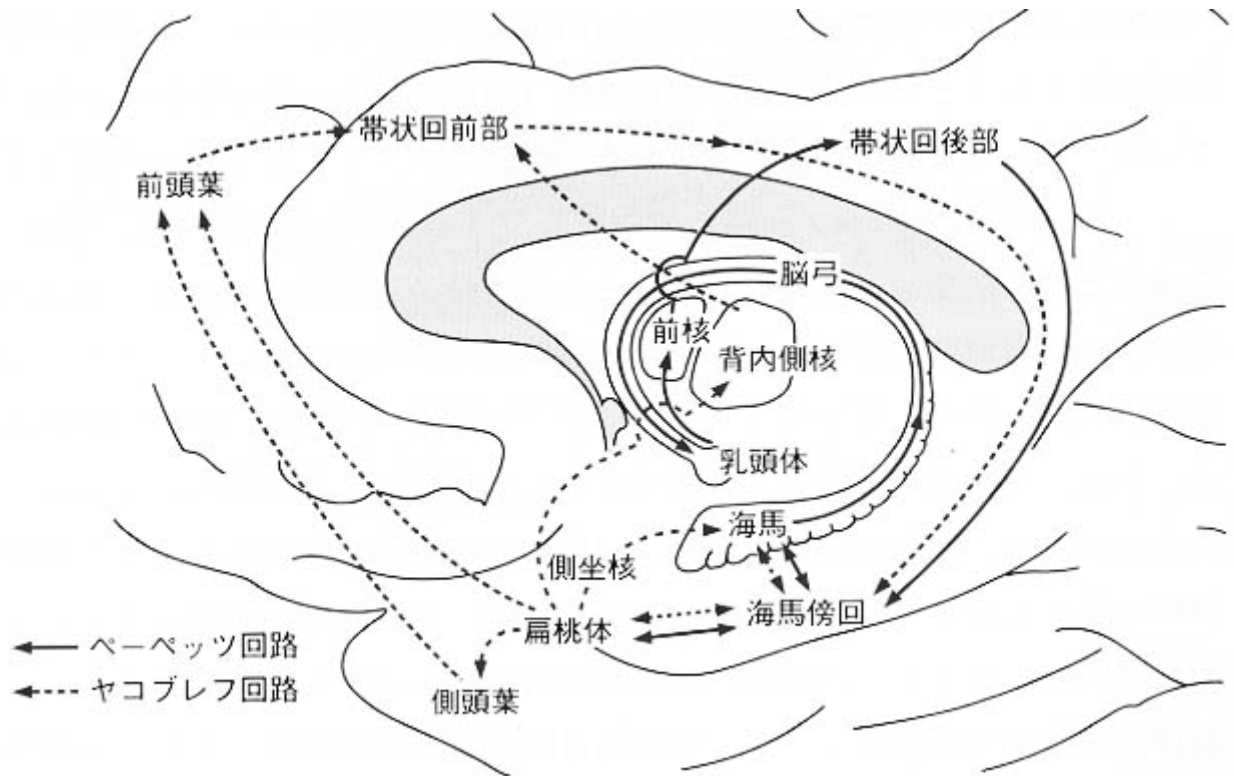 帯状回前部
帯状回後部
前頭葉
脳弓
前核
背内側核
乳頭体
海馬
側坐核
海馬傍回
扁桃体
ペーペッツ回路
ヤコブレフ回路
側頭葉